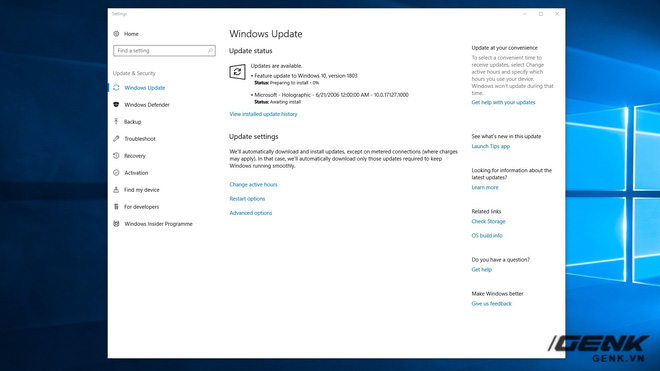 Settings
Home
Find a setting
Update & Security
Windows Update
Windows Defender
Backup
Troubleshoot
Recovery
Activation
Find my device
For developers
Windows Insider Programme
Windows Update
Update status
Updates are available.
• Feature update to Windows 10, version 1803
Status: Preparing to install - 0%
• Microsoft - Holographic - 6/21/2006 12:00:00 AM - 10.0.17127.1000
Status: Awaiting install
View installed update history
Update settings
We'll automatically download and install updates, except on metered connections (where charges
may apply). In that case, we'll automatically download only those updates required to keep
Windows running smoothly.
Change active hours
Restart options
Advanced options
Update at your convenience
To select a convenient time to
receive updates, select Change
active hours and specify which
hours you use your device.
Windows won't update during that
time.
Get help with your updates
See what's new in this update
Launch Tips app
Looking for information about the
latest updates?
Learn more
Related links
Check Storage
OS build info
Do you have a question?
Get help
Make Windows better
Give us feedback
GENK
GENK.VN